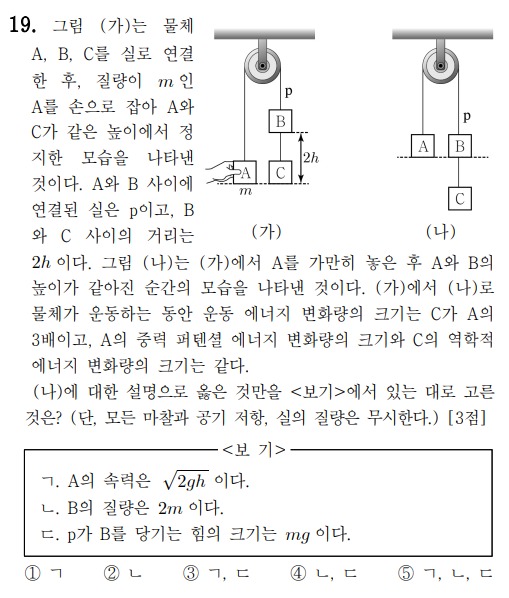 19. 그림 (가)는 물체
A, B, C를 실로 연결
한 후, 질량이 m인
A를 손으로 잡아 A와
C가 같은 높이에서 정
지한 모습을 나타낸
것이다. A와 B 사이에
연결된 실은 p이고, B
와 C 사이의 거리는
p
B
2h
A
C
m
(가)
p
A
B
C
(나)
2h이다. 그림 (나)는 (가)에서 A를 가만히 놓은 후 A와 B의
높이가 같아진 순간의 모습을 나타낸 것이다. (가)에서 (나)로
물체가 운동하는 동안 운동 에너지 변화량의 크기는 C가 A의
3배이고, A의 중력 퍼텐셜 에너지 변화량의 크기와 C의 역학적
에너지 변화량의 크기는 같다.
(나)에 대한 설명으로 옳은 것만을 <보기>에서 있는 대로 고른
것은? (단, 모든 마찰과 공기 저항, 실의 질량은 무시한다.) [3점]
<보 기>
ㄱ. A의 속력은 √2gh 이다.
ㄴ. B의 질량은 2m이다.
ㄷ. p가 B를 당기는 힘의 크기는 mg이다.
① ㄱ ② ㄴ ③ ㄱ, ㄷ ④ ㄴ, ㄷ ⑤ ㄱ, ㄴ, ㄷ